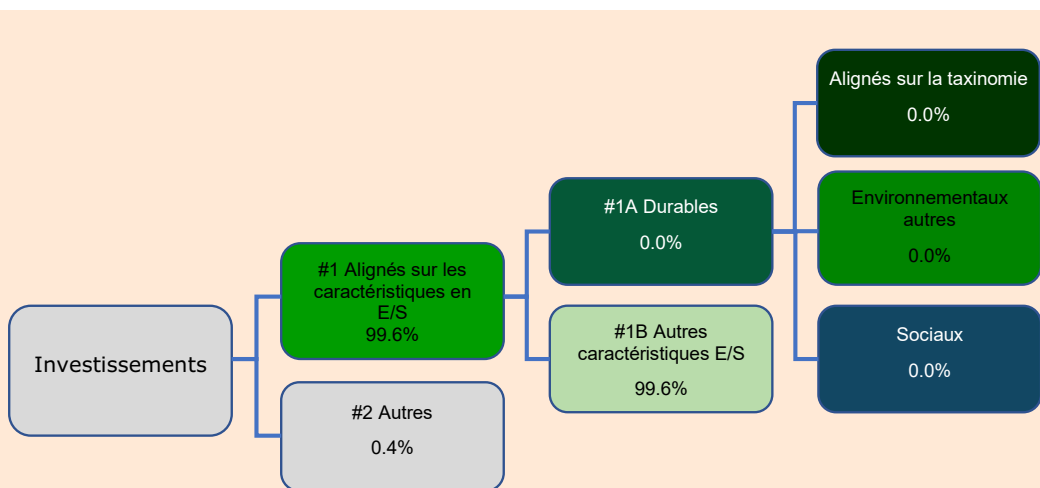 Investissements
#1 Alignés sur les
caractéristiques en
E/S
99.6%
#2 Autres
0.4%
#1A Durables
0.0%
#1B Autres
caractéristiques E/S
99.6%
Alignés sur la taxinomie
0.0%
Environnementaux
autres
0.0%
Sociaux
0.0%